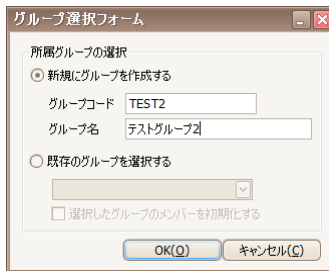 グループ選択フォーム
所属グループの選択
新規にグループを作成する
グループコード TEST2
グループ名 テストグループ2
既存のグループを選択する
選択したグループのメンバーを初期化する
OK(O) キャンセル(C)